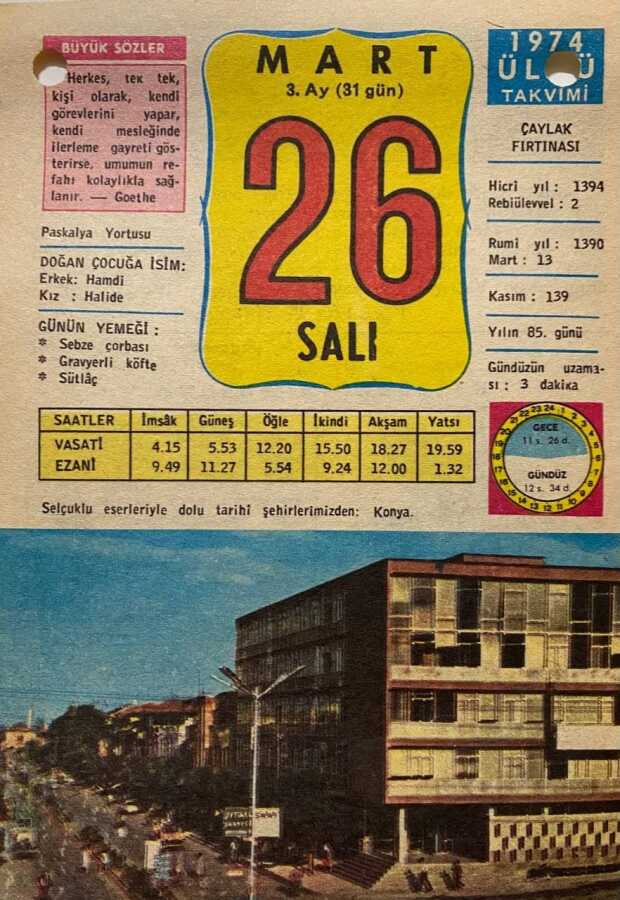 BÜYÜK SÖZLER
Herkes, tek tek,
kişi olarak, kendi
görevlerini yapar,
kendi mesleğinde
ilerleme gayreti gös-
terirse, umumun re-
fahı kolaylıkla sağ-
lanır. — Goethe
Paskalya Yortusu
DOĞAN ÇOCUĞA İSİM:
Erkek: Hamdi
Kız : Halide
GÜNÜN YEMEĞİ :
* Sebze çorbası
* Gravyerli köfte
* Sütlâç
MART
3. Ay (31 gün)
26
SALI
1974
TAKVİMİ
ÇAYLAK
FIRTINASI
Hicrî yıl : 1394
Rebiülevvel : 2
Rumi yıl : 1390
Mart : 13
Kasım : 139
Yılın 85. günü
Gündüzün uzama-
sı : 3 dakika
SAATLER İmsâk Güneş Öğle İkindi Akşam Yatsı
VASATİ 4.15 5.53 12.20 15.50 18.27 19.59
EZANİ 9.49 11.27 5.54 9.24 12.00 1.32
GECE
11 s. 26 d.
GÜNDÜZ
12 s. 34 d.
Selçuklu eserleriyle dolu tarihî şehirlerimizden: Konya.